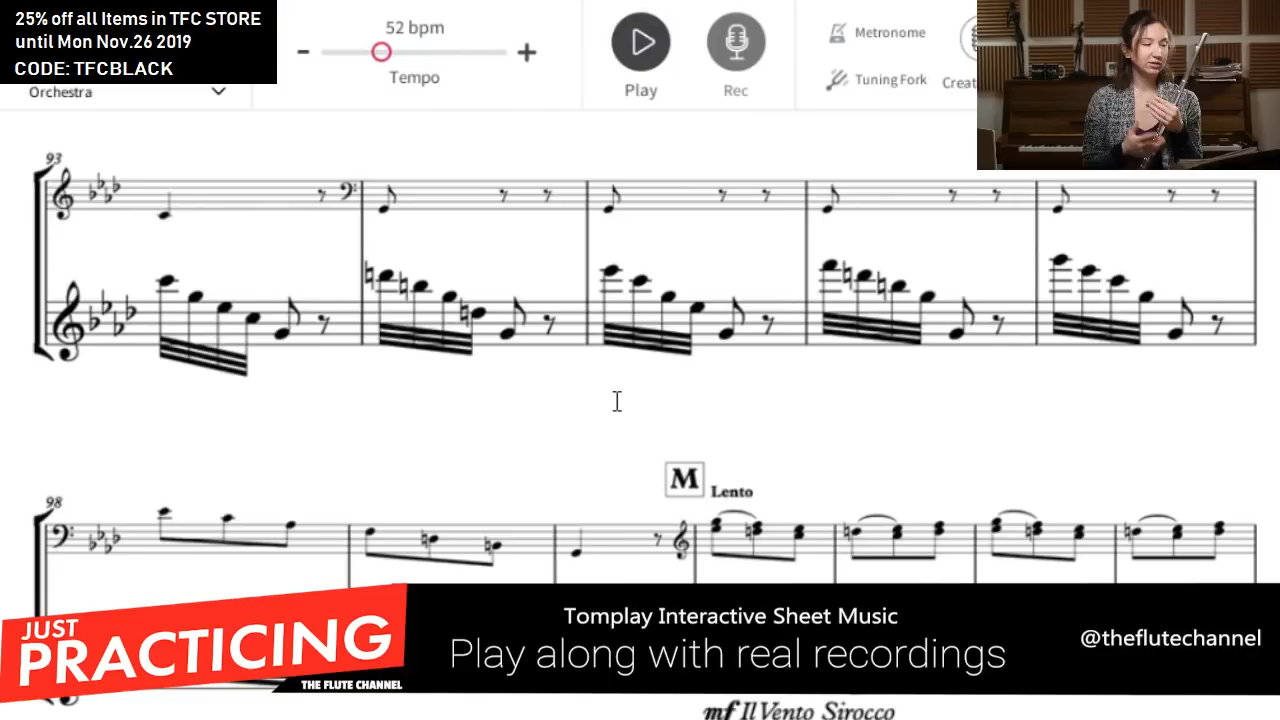 25% off all Items in TFC STORE
until Mon Nov.26 2019
CODE: TFCBLACK
Orchestra
52 bpm
Tempo
Play
Rec
Metronome
Tuning Fork
Creat
93
98
M
Lento
JUST
PRACTICING
THE FLUTE CHANNEL
Tomplay Interactive Sheet Music
Play along with real recordings
@theflutechannel
mf Il Vento Sirocco